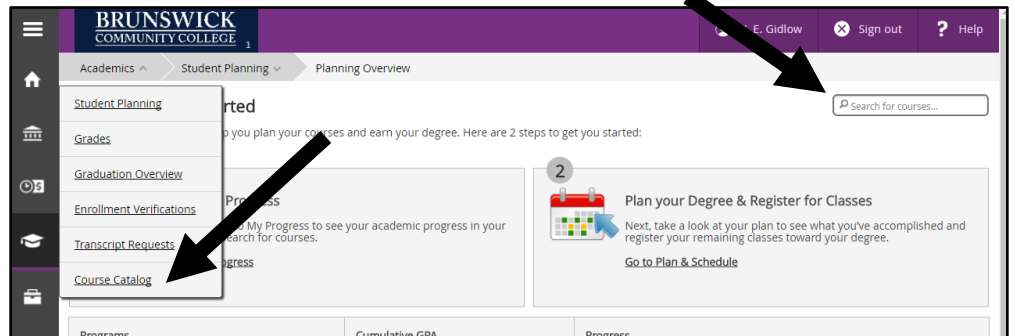 BRUNSWICK
COMMUNITY COLLEGE 1
E. Gidlow Sign out ? Help
Academics Student Planning Planning Overview
Search for courses...
Student Planning
Grades
Graduation Overview
Enrollment Verifications
Transcript Requests
Course Catalog
rted
you plan your courses and earn your degree. Here are 2 steps to get you started:
My Progress to see your academic progress in your
earch for courses.
ogress
2
Plan your Degree & Register for Classes
Next, take a look at your plan to see what you've accomplished and
register your remaining classes toward your degree.
Go to Plan & Schedule
Programs Cumulative GPA Progress